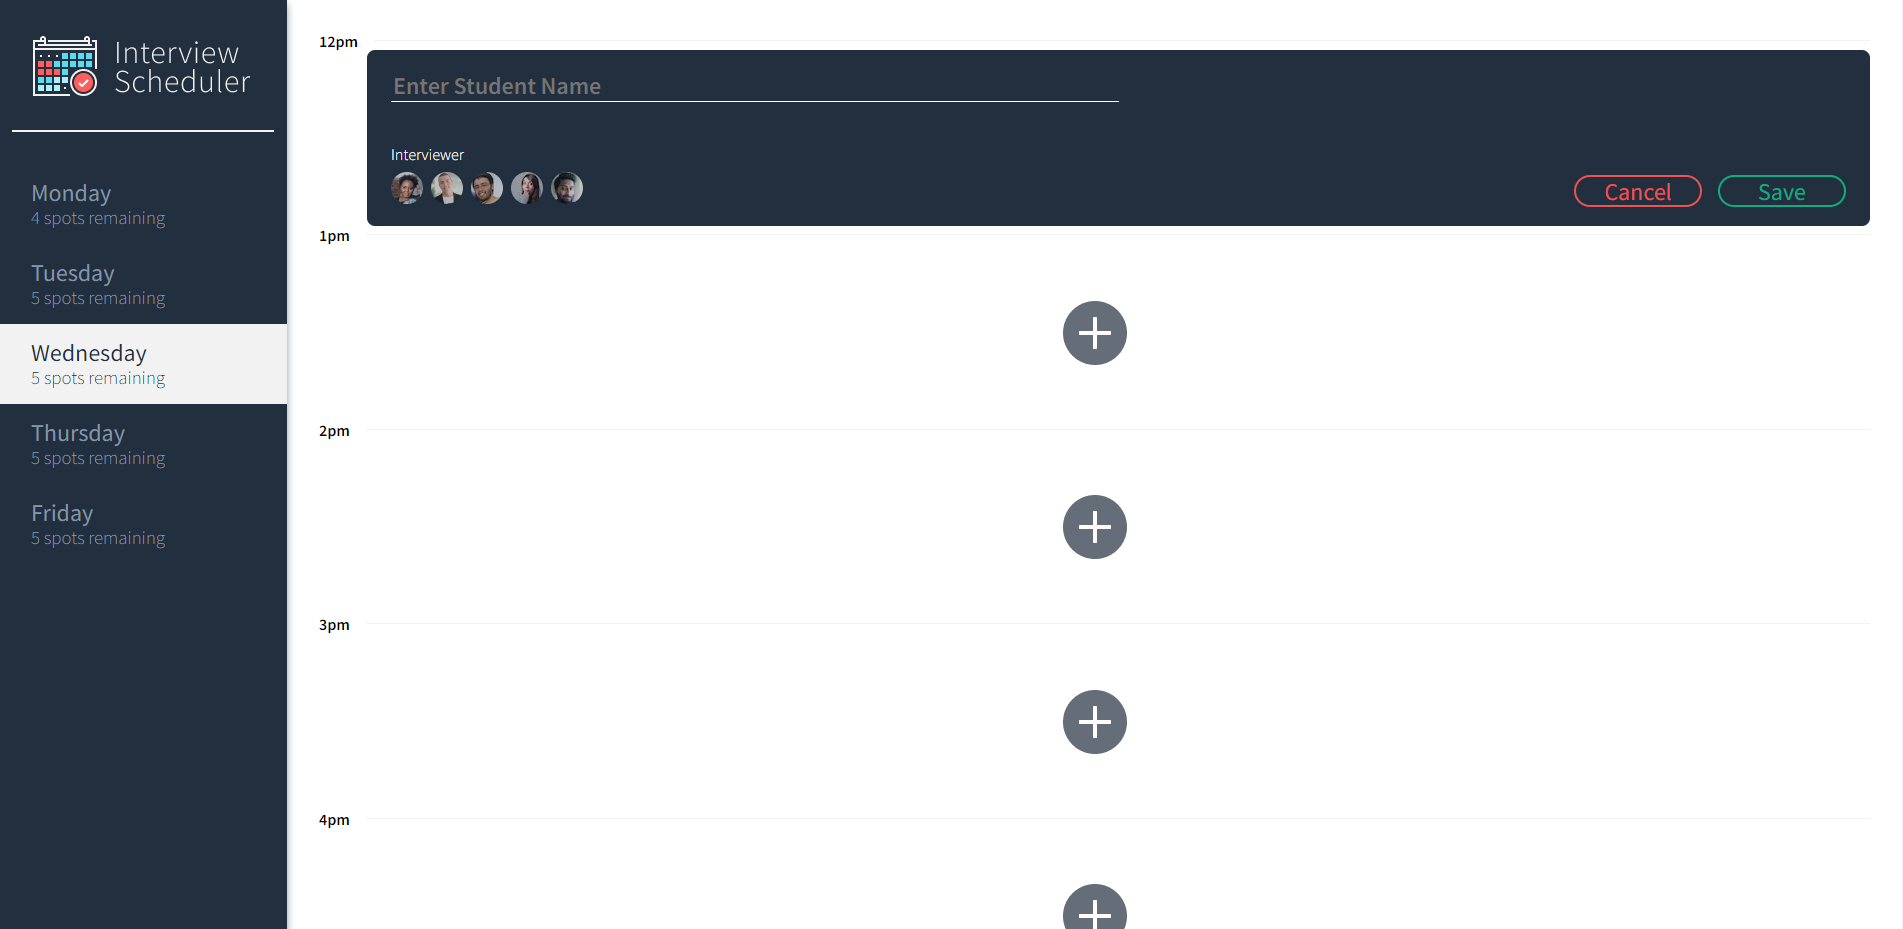 Interview
Scheduler
Monday
4 spots remaining
Tuesday
5 spots remaining
Wednesday
5 spots remaining
Thursday
5 spots remaining
Friday
5 spots remaining
12pm
Enter Student Name
Interviewer
Cancel
Save
1pm
2pm
3pm
4pm